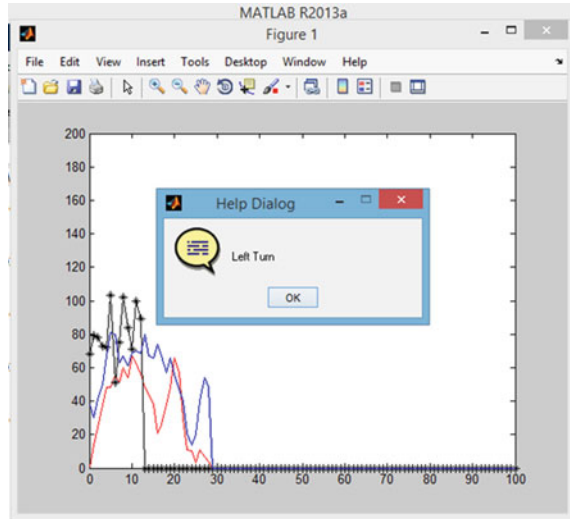 MATLAB R2013a
Figure 1
File Edit View Insert Tools Desktop Window Help
200
180
160
140
120
100
80
60
40
20
0
Help Dialog
Left Turn
OK
0 10 20 30 40 50 60 70 80 90 100